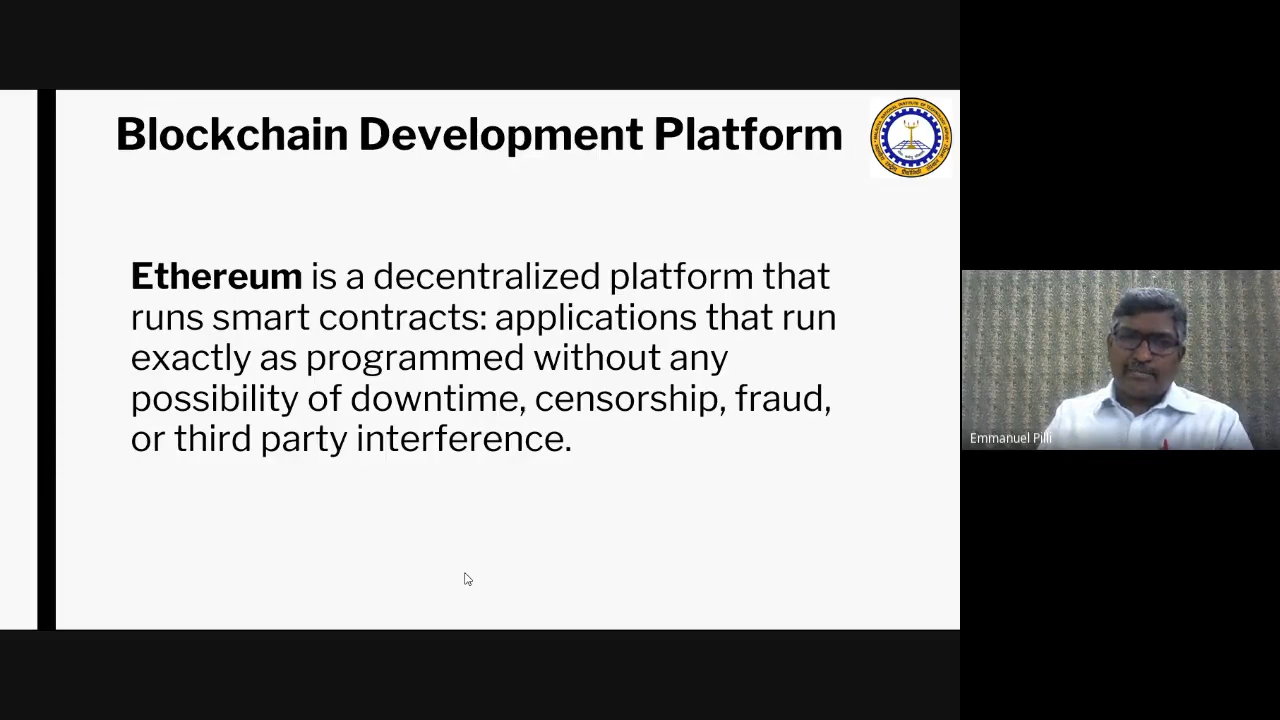 Blockchain Development Platform
Ethereum is a decentralized platform that
runs smart contracts: applications that run
exactly as programmed without any
possibility of downtime, censorship, fraud,
or third party interference.
Emmanuel Pilli